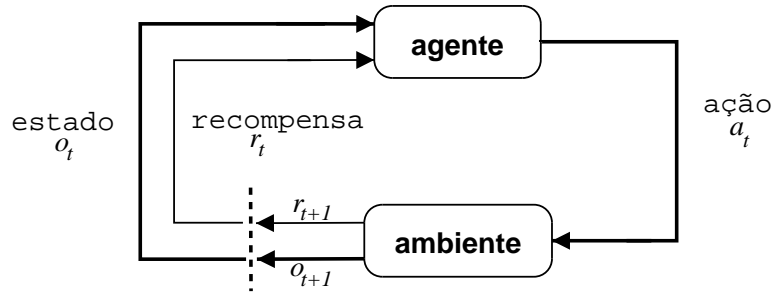 agente
estado
o_t
recompensa
r_t
ação
a_t
r_{t+1}
ambiente
o_{t+1}